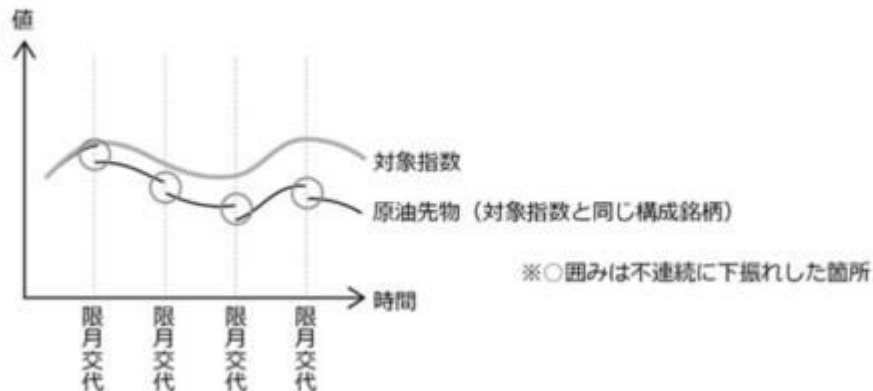 値
対象指数
原油先物（対象指数と同じ構成銘柄）
※○囲みは不連続に下振れした箇所
時間
限月交代
限月交代
限月交代
限月交代